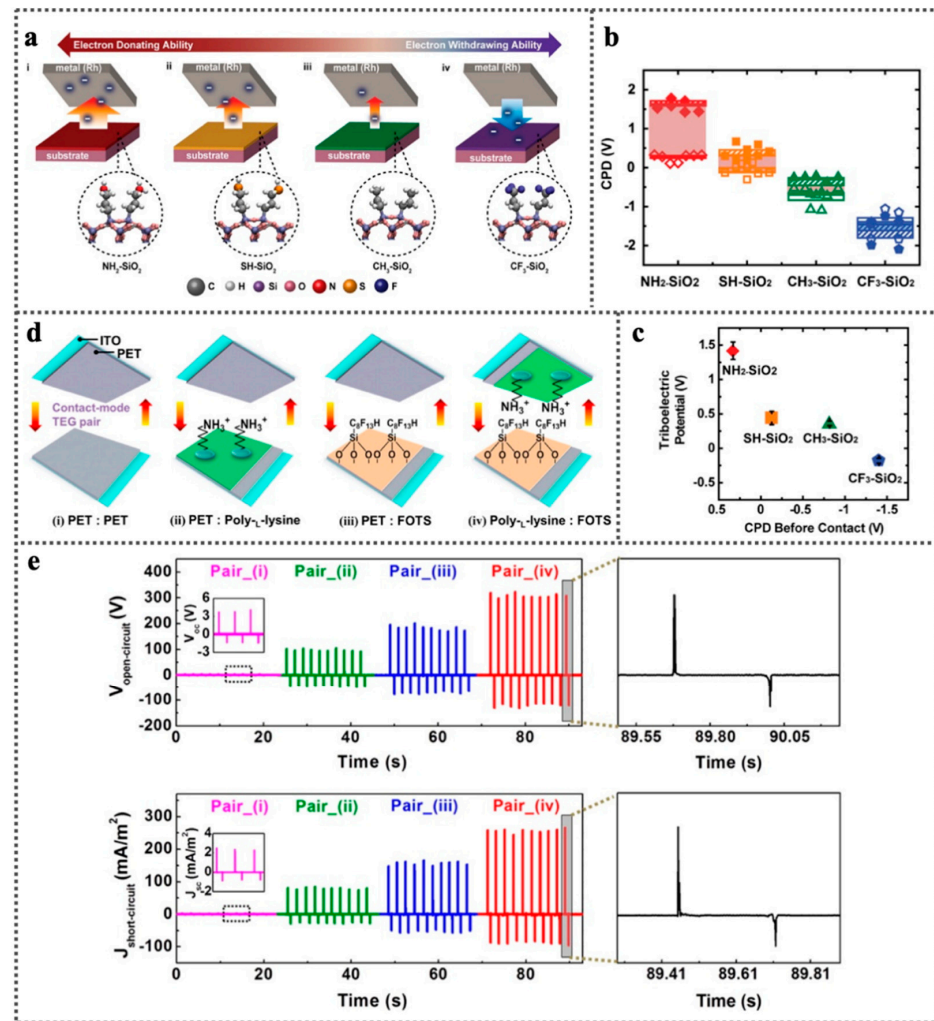 a
Electron Donating Ability
Electron Withdrawing Ability
i
ii
iii
iv
metal (Rh)
metal (Rh)
metal (Rh)
metal (Rh)
substrate
substrate
substrate
substrate
NH₂-SiO₂
SH-SiO₂
CH₃-SiO₂
CF₃-SiO₂
C H Si O N S F
b
CPD (V)
2
1
0
-1
-2
NH₂-SiO₂ SH-SiO₂ CH₃-SiO₂ CF₃-SiO₂
c
Triboelectric
Potential (V)
1.5
1.0
0.5
0
-0.5
NH₂-SiO₂
SH-SiO₂
CH₃-SiO₂
CF₃-SiO₂
0.5 0 -0.5 -1.0 -1.5
CPD Before Contact (V)
d
ITO
PET
Contact-mode
TEG pair
NH₃⁺ NH₃⁺
C₈F₁₃H C₈F₁₃H
Si Si
O O O O O
NH₃⁺ NH₃⁺
C₈F₁₃H C₈F₁₃H
Si Si
O O O O O
(i) PET : PET
(ii) PET : Poly-L-lysine
(iii) PET : FOTS
(iv) Poly-L-lysine : FOTS
e
V open-circuit (V)
400
300
200
100
0
-100
-200
Pair_(i) Pair_(ii) Pair_(iii) Pair_(iv)
V oc (V)
6
3
0
-3
0 20 40 60 80
Time (s)
89.55 89.80 90.05
Time (s)
J short-circuit (mA/m²)
300
200
100
0
-100
Pair_(i) Pair_(ii) Pair_(iii) Pair_(iv)
J sc (mA/m²)
4
2
0
-2
0 20 40 60 80
Time (s)
89.41 89.61 89.81
Time (s)